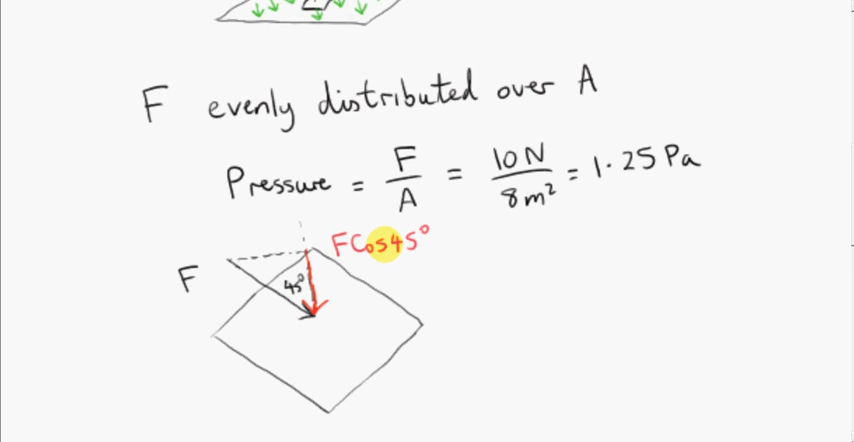 F evenly distributed over A
Pressure = F/A = 10N/8m² = 1.25 Pa
FCos45°
F
45°